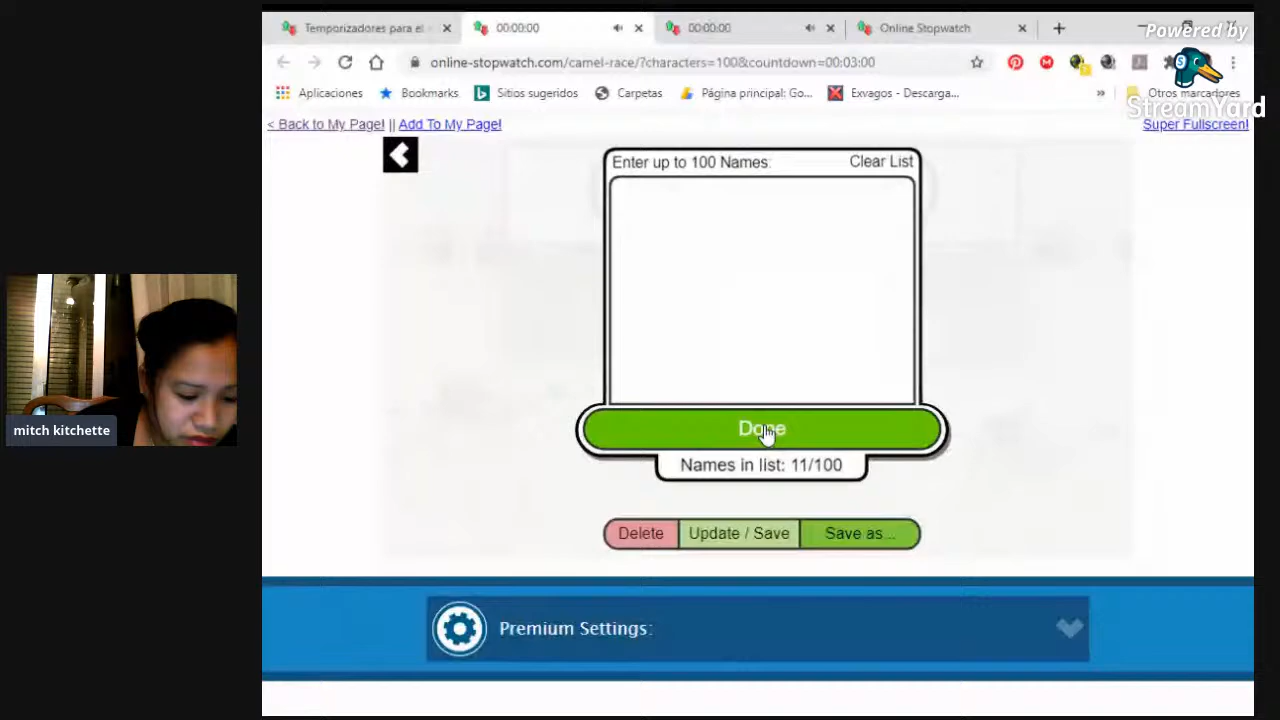 Temporizadores para el
00:00:00
00:00:00
Online Stopwatch
Powered by
StreamYard
online-stopwatch.com/camel-race/?characters=100&countdown=00:03:00
Aplicaciones
Bookmarks
Sitios sugeridos
Carpetas
Página principal: Go...
Exvagos - Descarga...
»
Otros marcadores
< Back to My Page! || Add To My Page!
Super Fullscreen!
Enter up to 100 Names:
Clear List
Done
Names in list: 11/100
Delete
Update / Save
Save as...
mitch kitchette
Premium Settings: